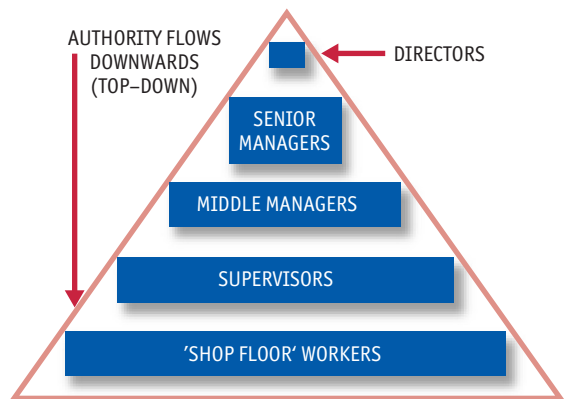 AUTHORITY FLOWS
DOWNWARDS
(TOP–DOWN)
DIRECTORS
SENIOR
MANAGERS
MIDDLE MANAGERS
SUPERVISORS
’SHOP FLOOR‘ WORKERS